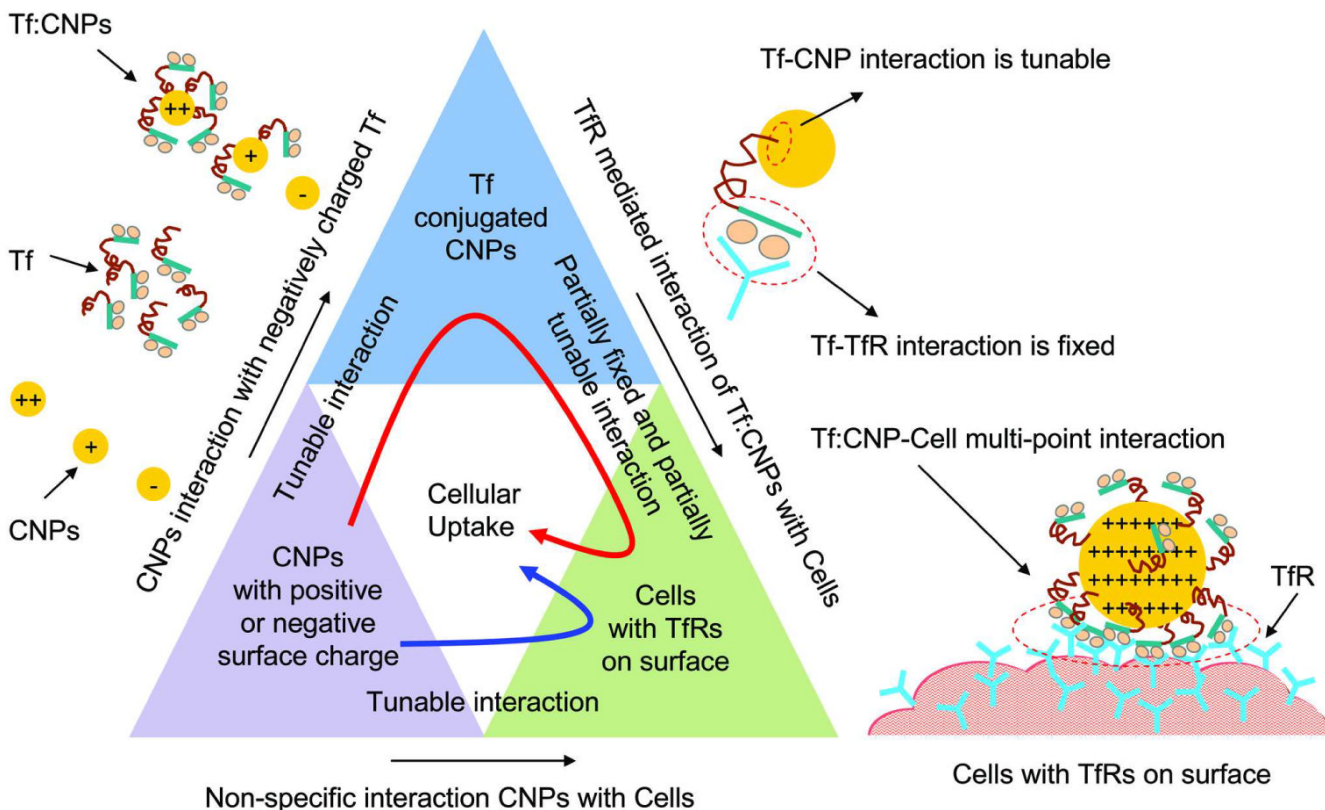 Tf:CNPs
++
+
-
Tf
++
+
-
CNPs
CNPs interaction with negatively charged Tf
Tunable interaction
Tf
conjugated
CNPs
TfR mediated interaction of Tf:CNPs with Cells
Partially fixed and partially
tunable interaction
Cellular
Uptake
CNPs
with positive
or negative
surface charge
Cells
with TfRs
on surface
Tunable interaction
Non-specific interaction CNPs with Cells
Tf-CNP interaction is tunable
Tf-TfR interaction is fixed
Tf:CNP-Cell multi-point interaction
++++++
+++++++
+++++++
++++++
TfR
Cells with TfRs on surface